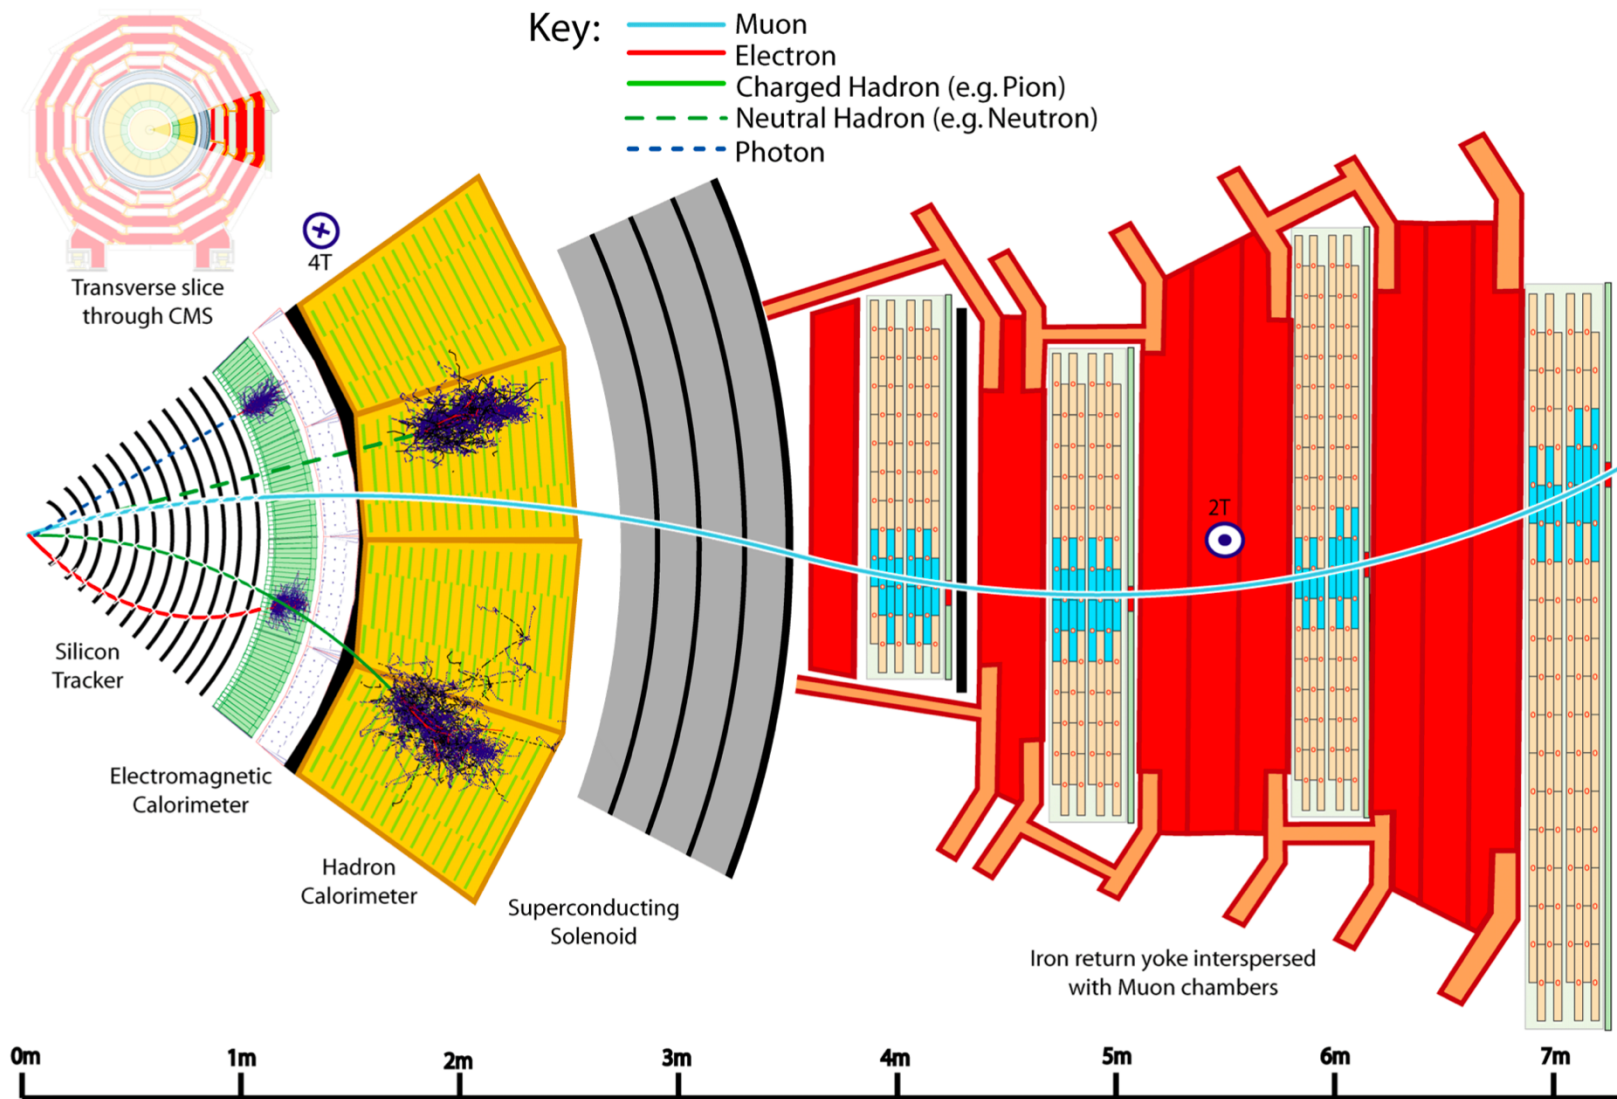 Key:
Muon
Electron
Charged Hadron (e.g. Pion)
Neutral Hadron (e.g. Neutron)
Photon
Transverse slice
through CMS
4T
2T
Silicon
Tracker
Electromagnetic
Calorimeter
Hadron
Calorimeter
Superconducting
Solenoid
Iron return yoke interspersed
with Muon chambers
0m 1m 2m 3m 4m 5m 6m 7m